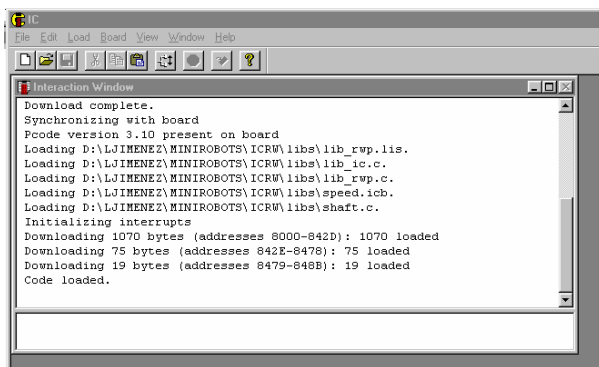 IC
File Edit Load Board View Window Help
Interaction Window
Download complete.
Synchronizing with board
Pcode version 3.10 present on board
Loading D:\LJIMENEZ\MINIROBOTS\ICRW\libs\lib_rwp.lis.
Loading D:\LJIMENEZ\MINIROBOTS\ICRW\libs\lib_ic.c.
Loading D:\LJIMENEZ\MINIROBOTS\ICRW\libs\lib_rwp.c.
Loading D:\LJIMENEZ\MINIROBOTS\ICRW\libs\speed.icb.
Loading D:\LJIMENEZ\MINIROBOTS\ICRW\libs\shaft.c.
Initializing interrupts
Downloading 1070 bytes (addresses 8000-842D): 1070 loaded
Downloading 75 bytes (addresses 842E-8478): 75 loaded
Downloading 19 bytes (addresses 8479-848B): 19 loaded
Code loaded.